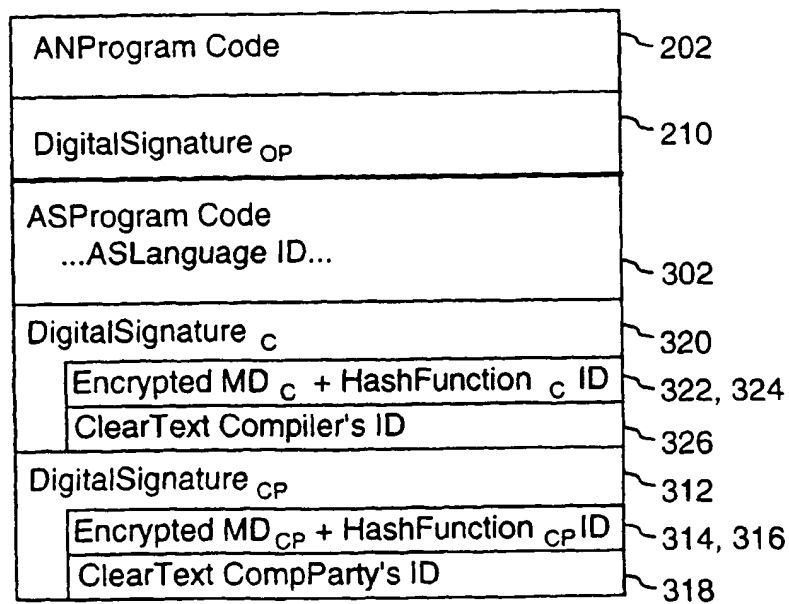 ANProgram Code 202
DigitalSignature OP 210
ASProgram Code
...ASLanguage ID... 302
DigitalSignature C 320
Encrypted MD C + HashFunction C ID 322, 324
ClearText Compiler's ID 326
DigitalSignature CP 312
Encrypted MD CP + HashFunction CP ID 314, 316
ClearText CompParty's ID 318